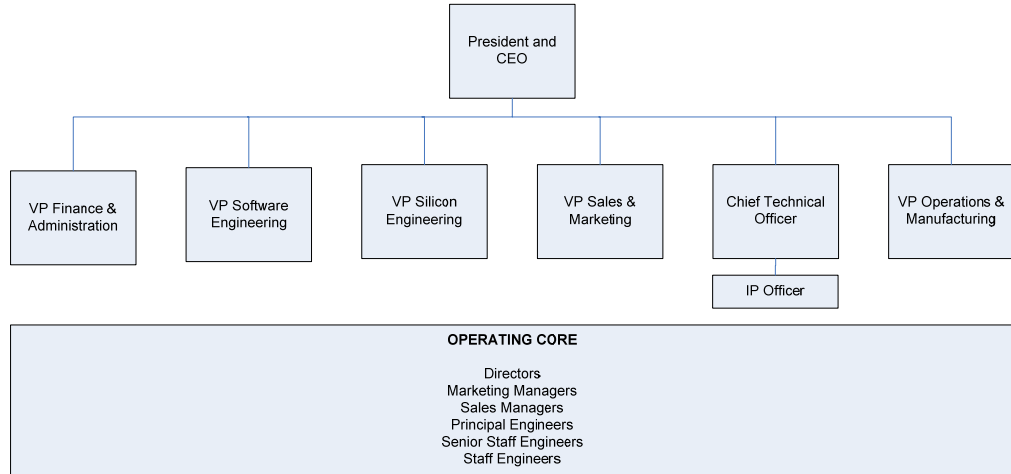 President and
CEO
VP Finance &
Administration
VP Software
Engineering
VP Silicon
Engineering
VP Sales &
Marketing
Chief Technical
Officer
VP Operations &
Manufacturing
IP Officer
OPERATING CORE
Directors
Marketing Managers
Sales Managers
Principal Engineers
Senior Staff Engineers
Staff Engineers